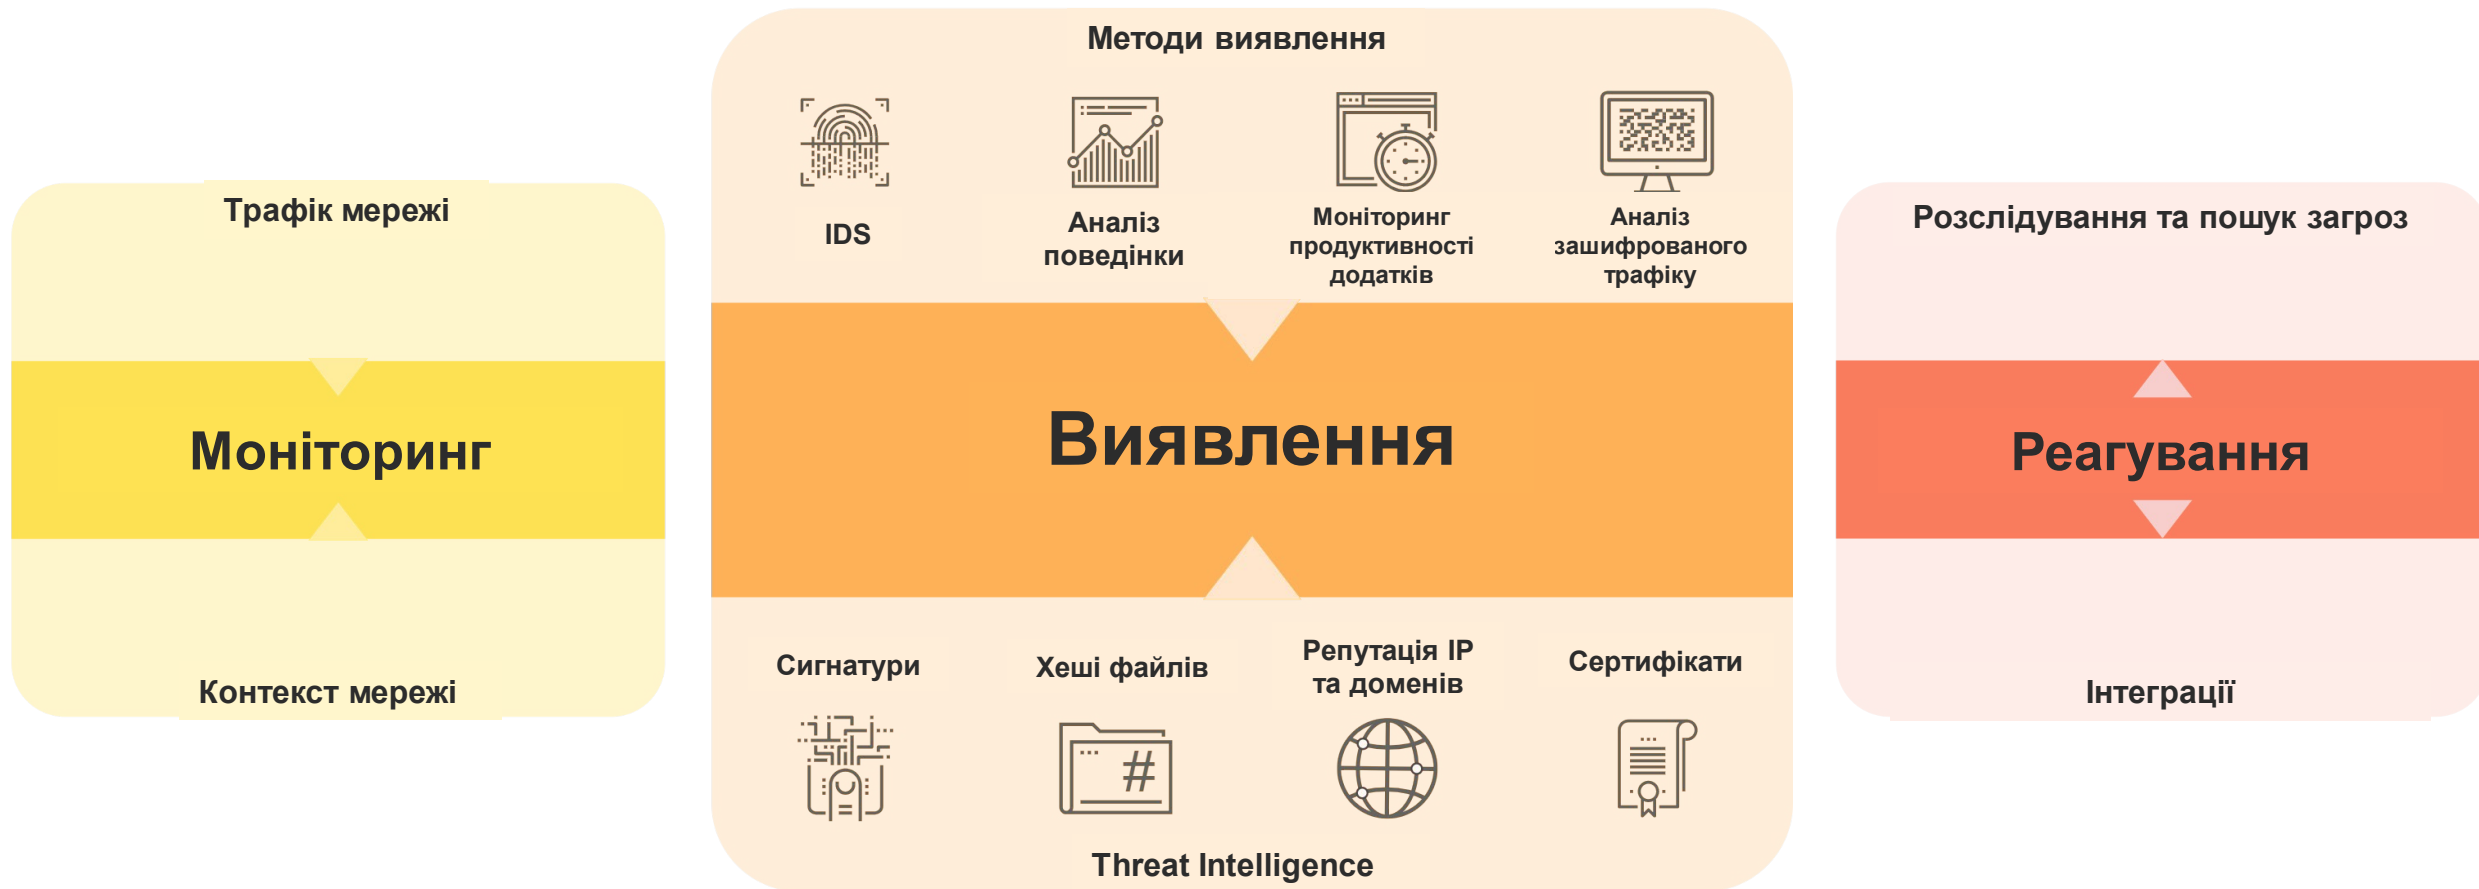 Трафік мережі
Моніторинг
Контекст мережі
Методи виявлення
IDS
Аналіз
поведінки
Моніторинг
продуктивності
додатків
Аналіз
зашифрованого
трафіку
Виявлення
Сигнатури
Хеші файлів
Репутація IP
та доменів
Сертифікати
#
Threat Intelligence
Розслідування та пошук загроз
Реагування
Інтеграції